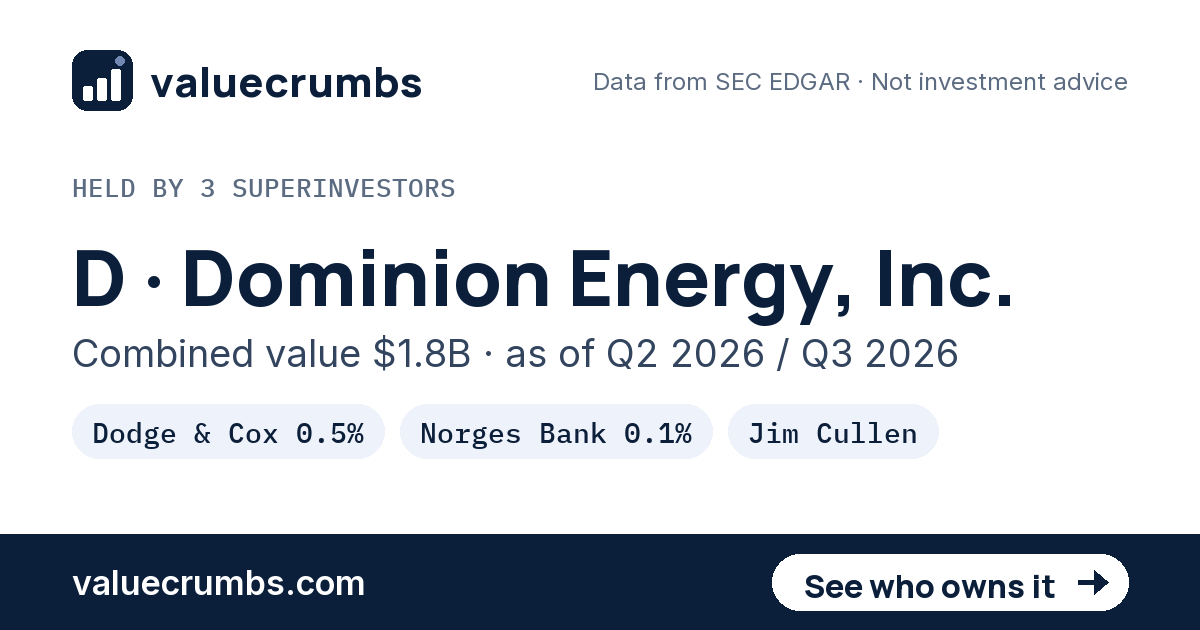 valuecrumbs
Data from SEC EDGAR · Not investment advice
HELD BY 3 SUPERINVESTORS
D · Dominion Energy, Inc.
Combined value $1.8B · as of Q2 2026 / Q3 2026
Dodge & Cox 0.5%
Norges Bank 0.1%
Jim Cullen
valuecrumbs.com
See who owns it →